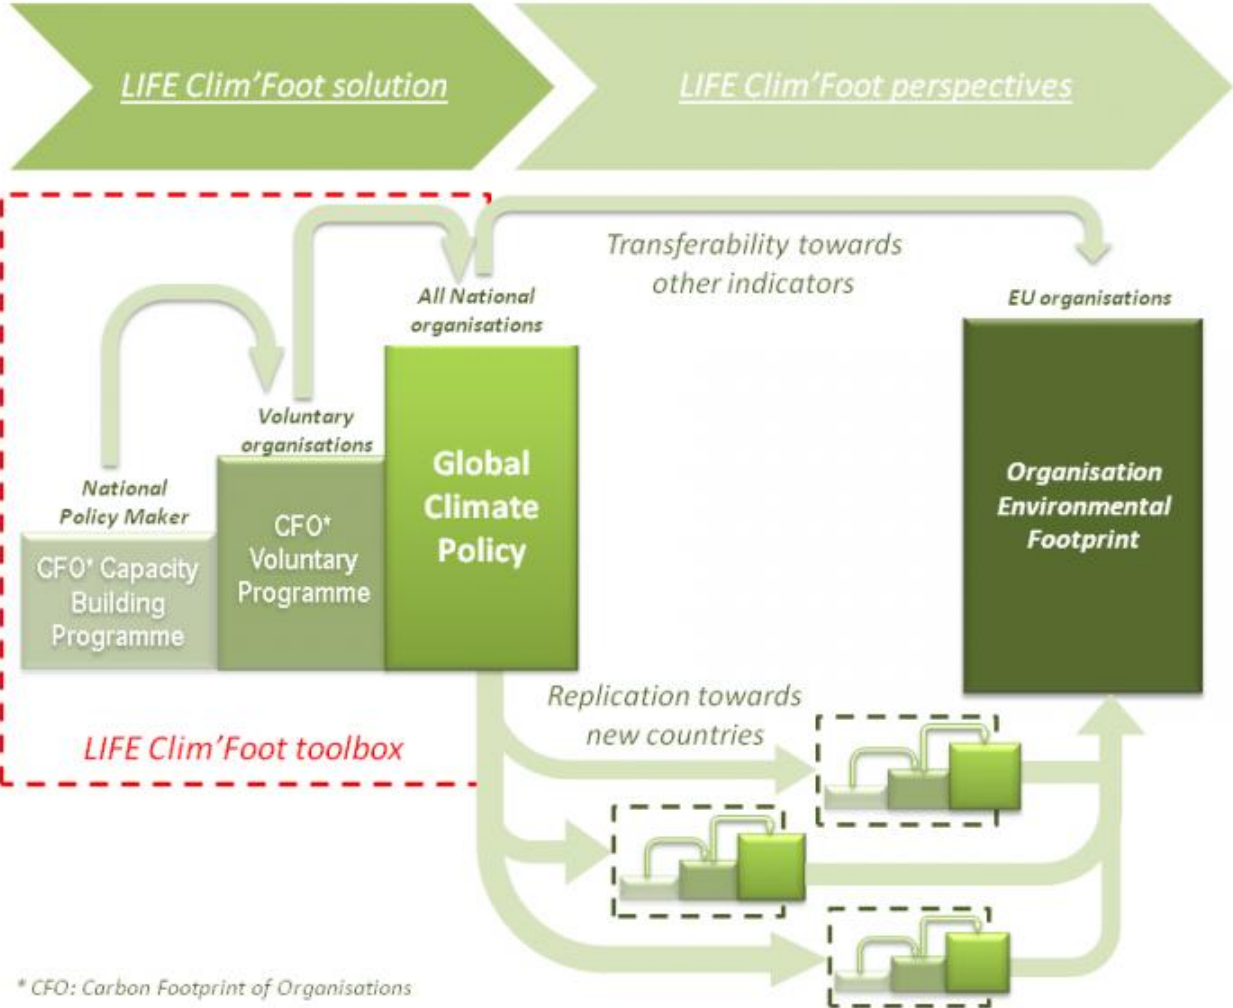 LIFE Clim'Foot solution
LIFE Clim'Foot perspectives
Transferability towards
other indicators
All National
organisations
EU organisations
Voluntary
organisations
National
Policy Maker
Global
Climate
Policy
Organisation
Environmental
Footprint
CFO*
Voluntary
Programme
CFO* Capacity
Building
Programme
Replication towards
new countries
LIFE Clim'Foot toolbox
* CFO: Carbon Footprint of Organisations